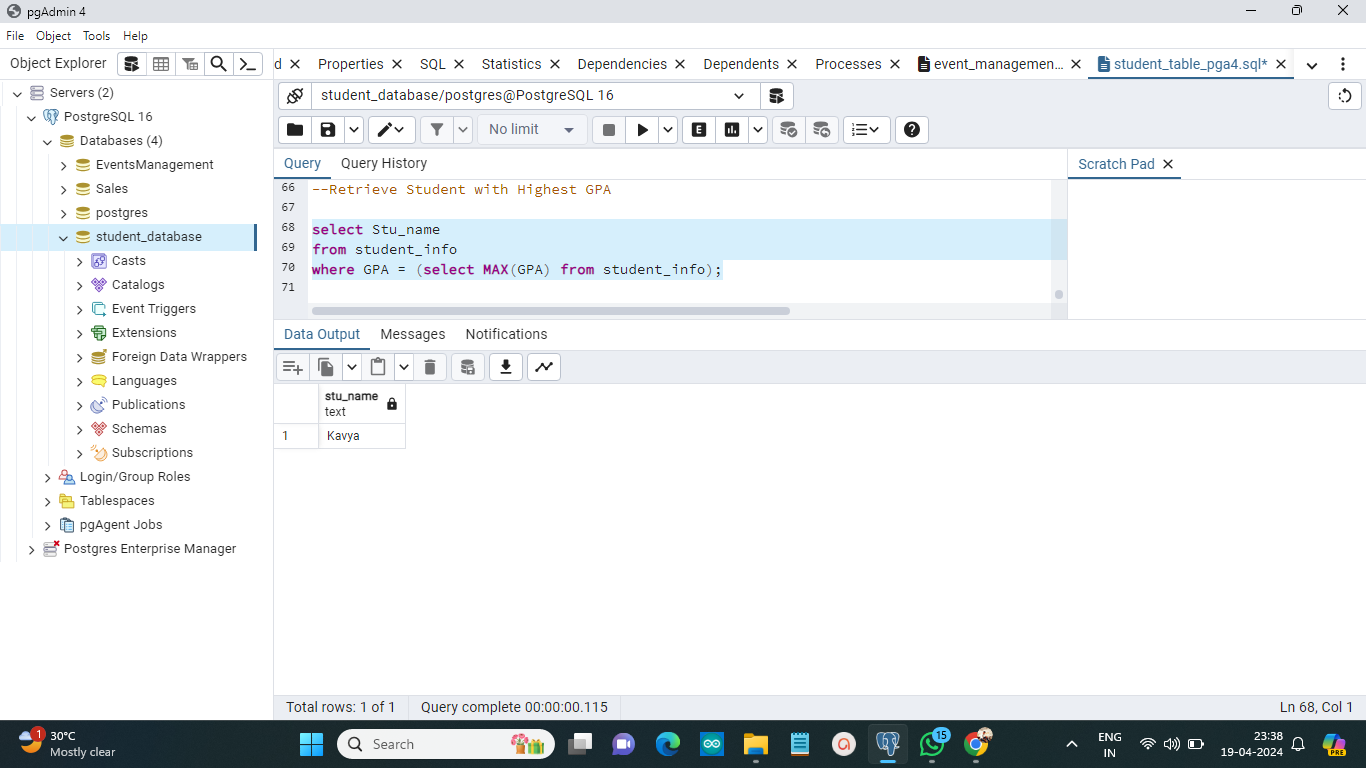 pgAdmin 4
File Object Tools Help
Object Explorer
d Properties SQL Statistics Dependencies Dependents Processes event_managemen... student_table_pga4.sql*
Servers (2)
PostgreSQL 16
Databases (4)
EventsManagement
Sales
postgres
student_database
Casts
Catalogs
Event Triggers
Extensions
Foreign Data Wrappers
Languages
Publications
Schemas
Subscriptions
Login/Group Roles
Tablespaces
pgAgent Jobs
Postgres Enterprise Manager
student_database/postgres@PostgreSQL 16
No limit
E
Query Query History
Scratch Pad
66 --Retrieve Student with Highest GPA
67
68 select Stu_name
69 from student_info
70 where GPA = (select MAX(GPA) from student_info);
71
Data Output Messages Notifications
stu_name
text
1 Kavya
Total rows: 1 of 1 Query complete 00:00:00.115 Ln 68, Col 1
1
30°C
Mostly clear
Search
15
ENG
IN
23:38
19-04-2024
PRE